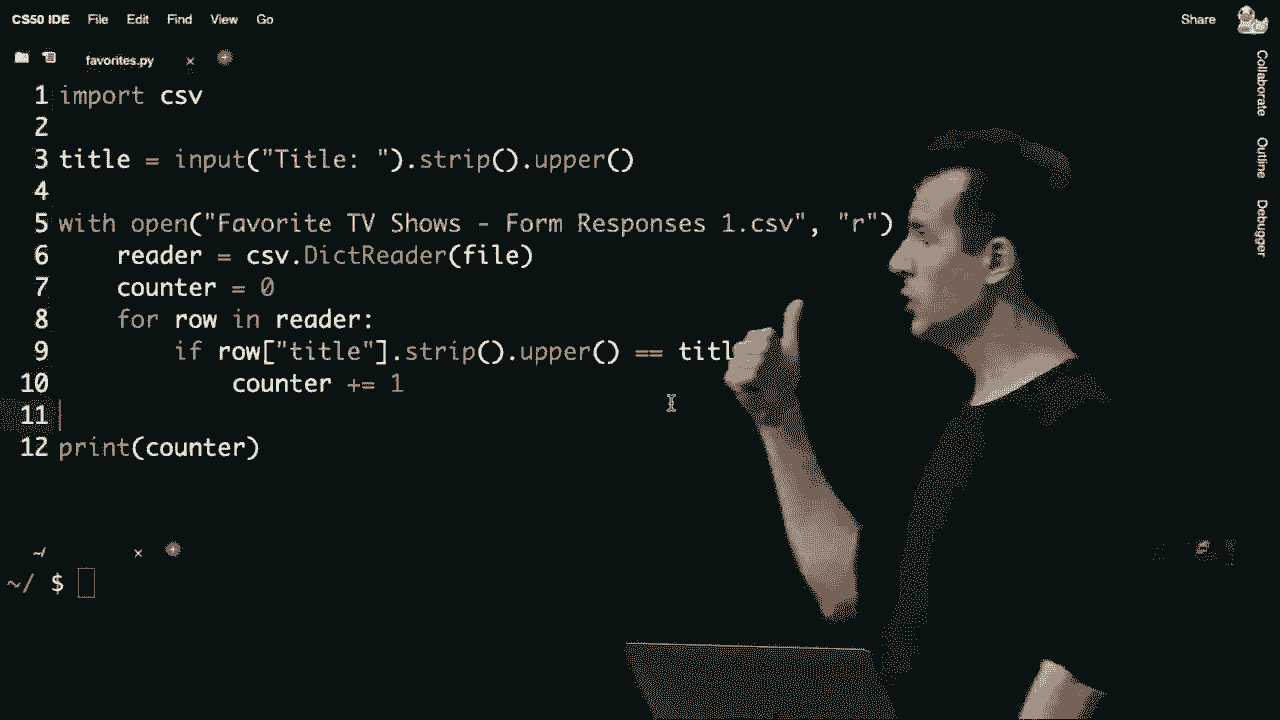 CS50 IDE File Edit Find View Go Share
favorites.py ×
1 import csv
2
3 title = input("Title: ").strip().upper()
4
5 with open("Favorite TV Shows - Form Responses 1.csv", "r")
6 reader = csv.DictReader(file)
7 counter = 0
8 for row in reader:
9 if row["title"].strip().upper() == titl
10 counter += 1
11
12 print(counter)
~/ ×
~/ $
Collaborate
Outline
Debugger